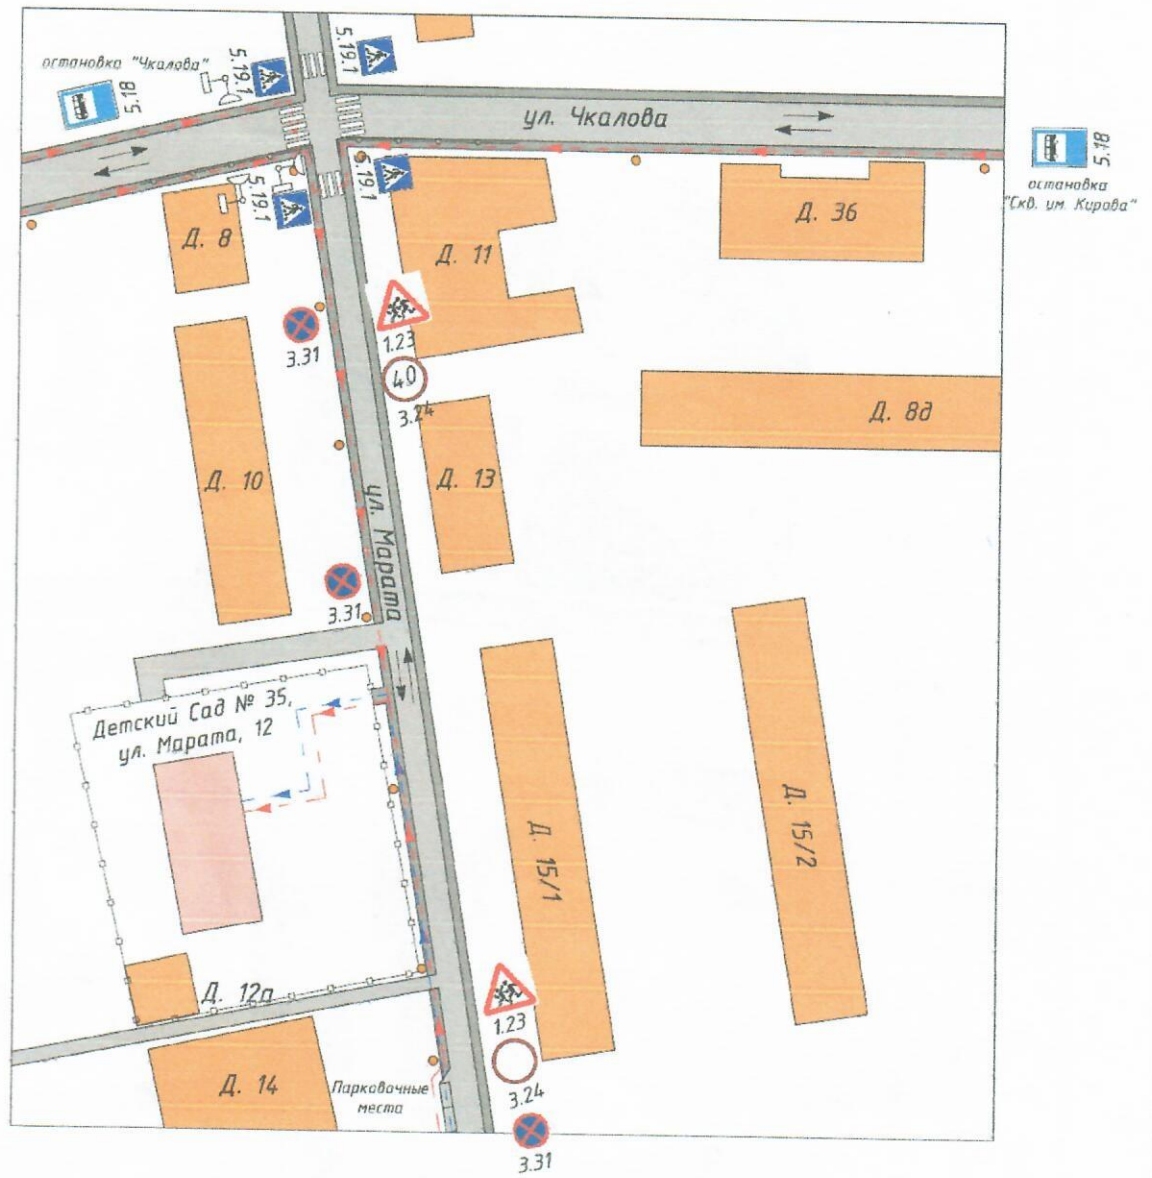 остановка "Чкалова"
5.18
5.19.1
5.19.1
ул. Чкалова
5.18
остановка
"Скв. им. Кирова"
5.19.1
5.19.1
Д. 8
Д. 11
Д. 36
3.31
1.23
40
3.24
Д. 8д
Д. 10
Д. 13
ул. Марата
3.31
Детский Сад № 35,
ул. Марата, 12
Д. 15/1
Д. 15/2
Д. 12а
1.23
3.24
Д. 14
Парковочные
места
3.31